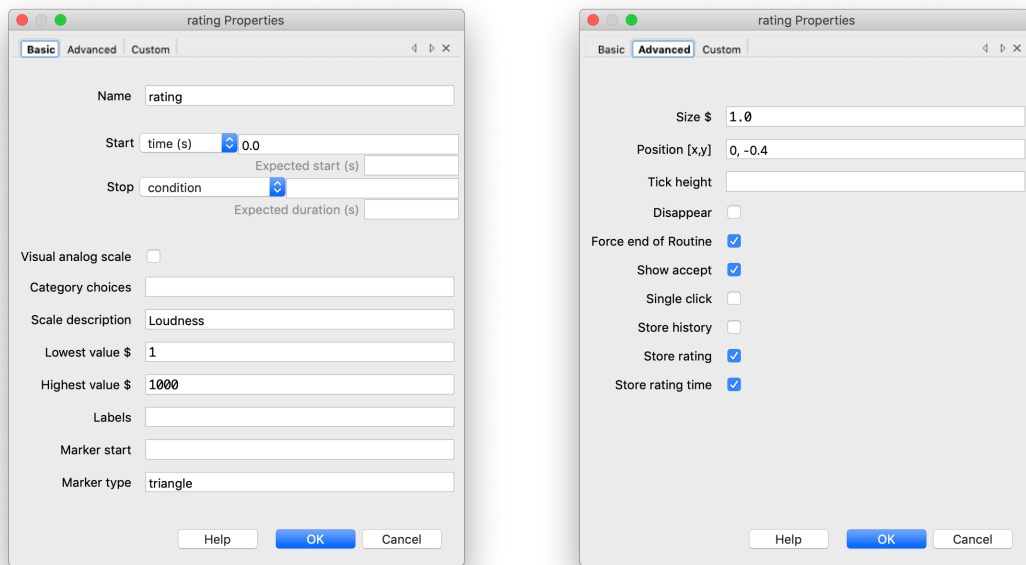 rating Properties
Basic Advanced Custom
Name rating
Start time (s) 0.0
Expected start (s)
Stop condition
Expected duration (s)
Visual analog scale
Category choices
Scale description Loudness
Lowest value $ 1
Highest value $ 1000
Labels
Marker start
Marker type triangle
Help OK Cancel
rating Properties
Basic Advanced Custom
Size $ 1.0
Position [x,y] 0, -0.4
Tick height
Disappear
Force end of Routine
Show accept
Single click
Store history
Store rating
Store rating time
Help OK Cancel